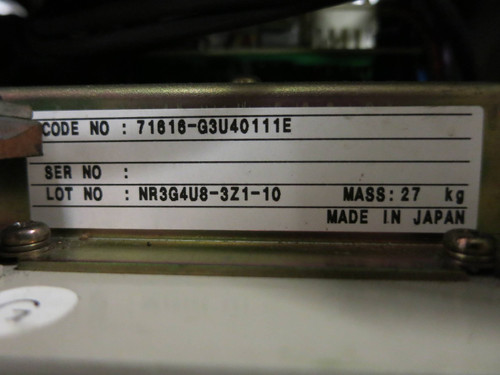 CODE NO : 71616-G3U40111E
SER NO :
LOT NO : NR3G4U8-3Z1-10 MASS: 27 kg
MADE IN JAPAN